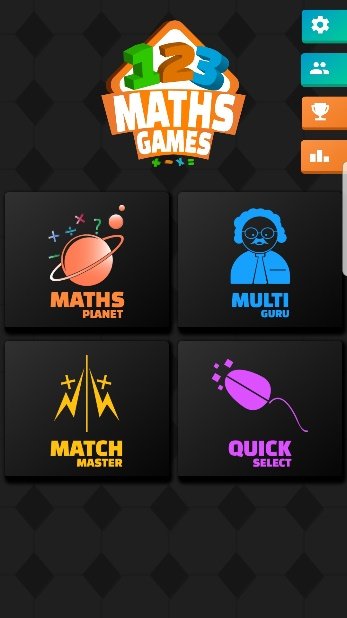 123
MATHS
GAMES
+ - × =
MATHS
PLANET
MULTI
GURU
MATCH
MASTER
QUICK
SELECT